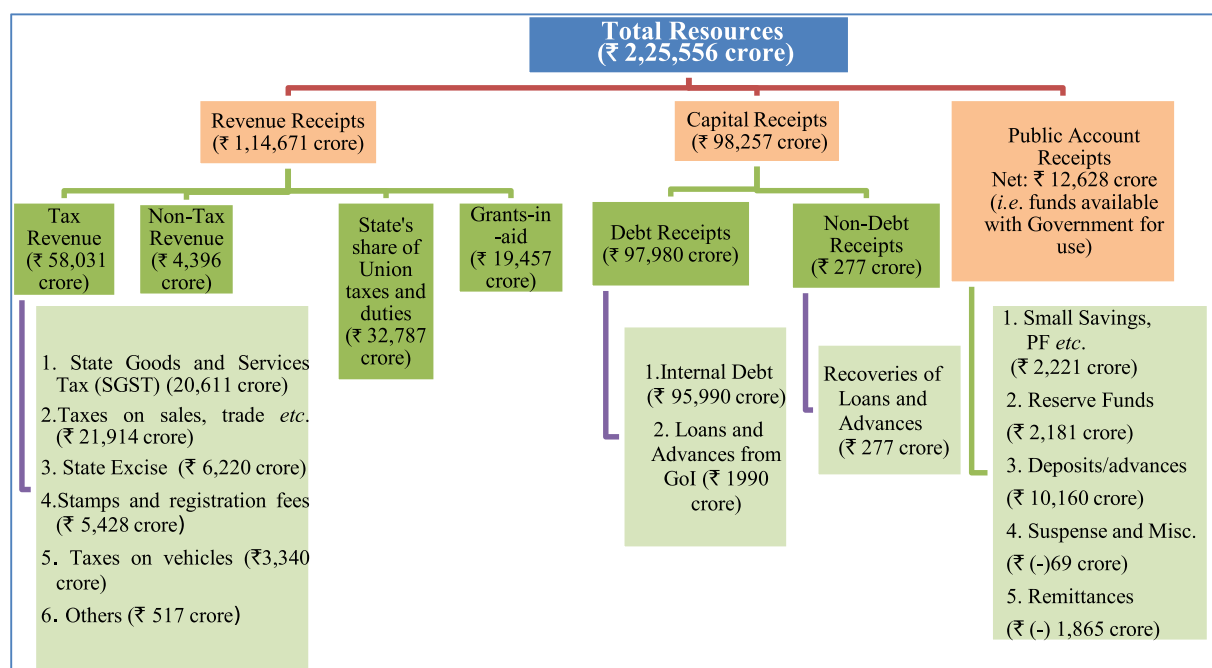 Total Resources
(₹ 2,25,556 crore)
Revenue Receipts
(₹ 1,14,671 crore)
Capital Receipts
(₹ 98,257 crore)
Public Account
Receipts
Net: ₹ 12,628 crore
(i.e. funds available
with Government for
use)
Tax
Revenue
(₹ 58,031
crore)
Non-Tax
Revenue
(₹ 4,396
crore)
State's
share of
Union
taxes and
duties
(₹ 32,787
crore)
Grants-in
-aid
(₹ 19,457
crore)
Debt Receipts
(₹ 97,980 crore)
Non-Debt
Receipts
(₹ 277 crore)
1. State Goods and Services
Tax (SGST) (20,611 crore)
2.Taxes on sales, trade etc.
(₹ 21,914 crore)
3. State Excise (₹ 6,220 crore)
4.Stamps and registration fees
(₹ 5,428 crore)
5. Taxes on vehicles (₹3,340
crore)
6. Others (₹ 517 crore)
1.Internal Debt
(₹ 95,990 crore)
2. Loans and
Advances from
GoI (₹ 1990
crore)
Recoveries of
Loans and
Advances
(₹ 277 crore)
1. Small Savings,
PF etc.
(₹ 2,221 crore)
2. Reserve Funds
(₹ 2,181 crore)
3. Deposits/advances
(₹ 10,160 crore)
4. Suspense and Misc.
(₹ (-)69 crore)
5. Remittances
(₹ (-) 1,865 crore)